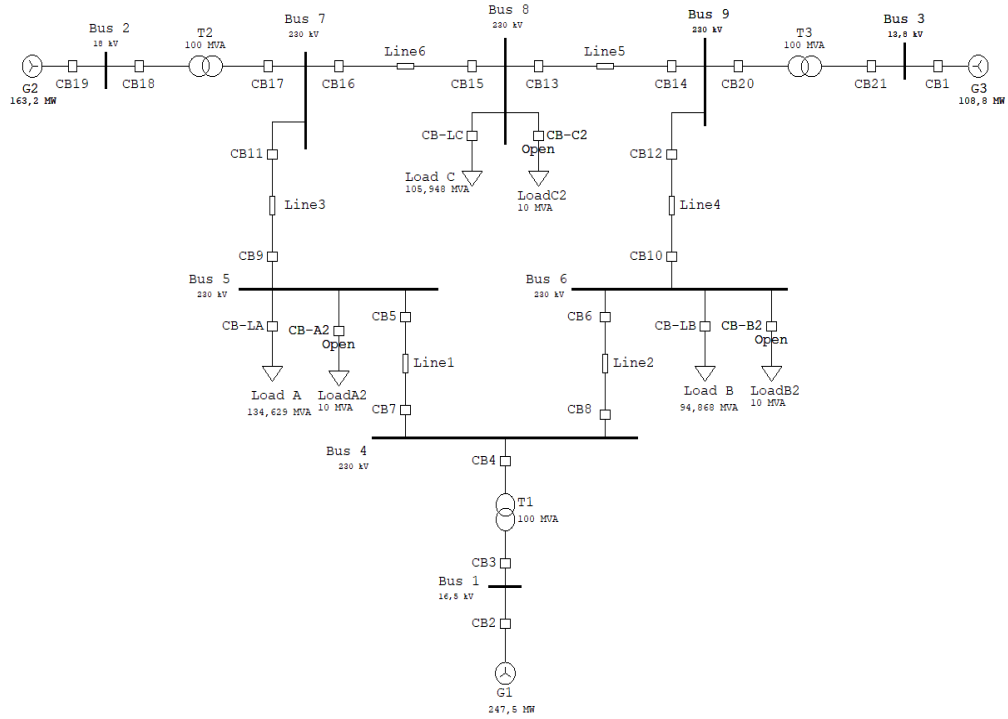 Bus 8
230 kV
Bus 7
230 kV
Bus 9
230 kV
Bus 3
13,8 kV
Bus 2
18 kV
T2
100 MVA
T3
100 MVA
Line6
Line5
CB19
CB18
CB17
CB16
CB15
CB13
CB14
CB20
CB21
CB1
G2
163,2 MW
G3
108,8 MW
CB-LC
CB-C2
Open
CB11
CB12
Load C
105,948 MVA
LoadC2
10 MVA
Line3
Line4
CB9
CB10
Bus 5
230 kV
Bus 6
230 kV
CB-LA
CB-A2
Open
CB5
CB6
CB-LB
CB-B2
Open
Line1
Line2
Load A
134,629 MVA
LoadA2
10 MVA
Load B
94,868 MVA
LoadB2
10 MVA
CB7
CB8
Bus 4
230 kV
CB4
T1
100 MVA
CB3
Bus 1
16,5 kV
CB2
G1
247,5 MW